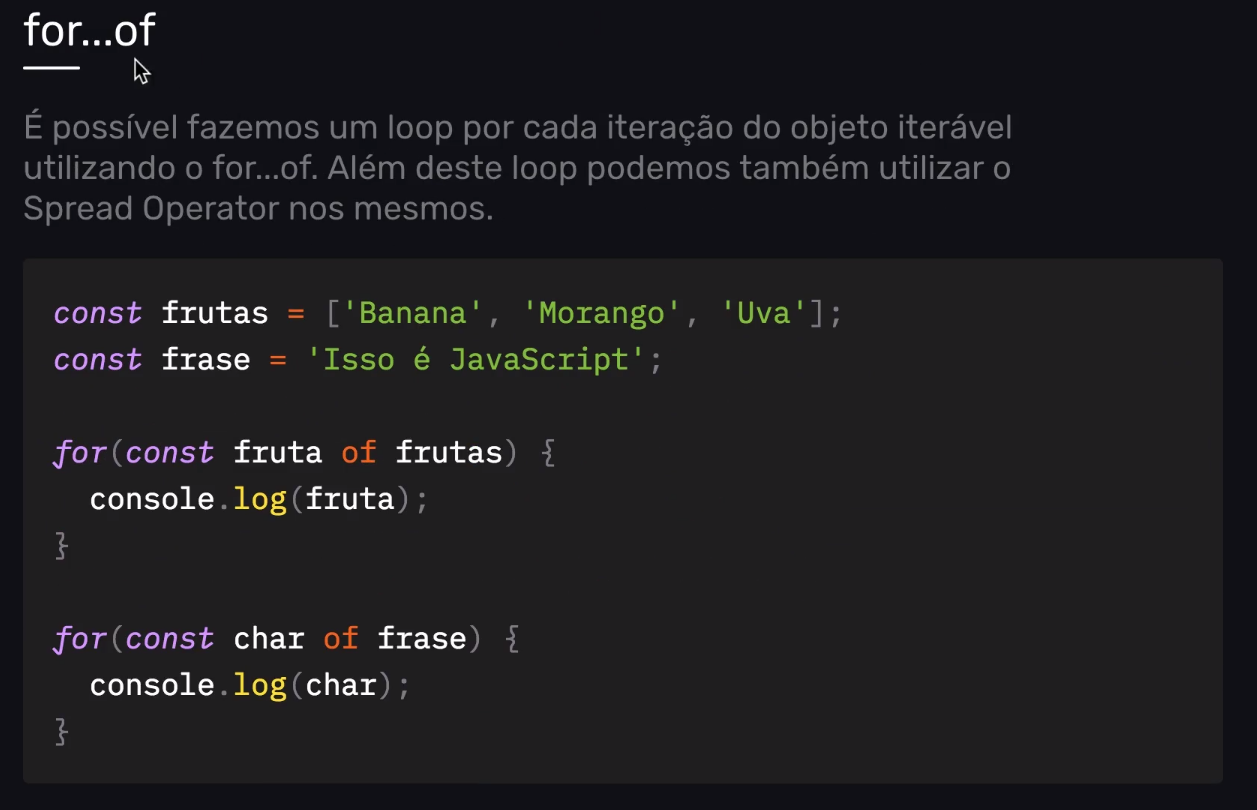 for...of
É possível fazemos um loop por cada iteração do objeto iterável
utilizando o for...of. Além deste loop podemos também utilizar o
Spread Operator nos mesmos.
const frutas = ['Banana', 'Morango', 'Uva'];
const frase = 'Isso é JavaScript';
for(const fruta of frutas) {
  console.log(fruta);
}
for(const char of frase) {
  console.log(char);
}